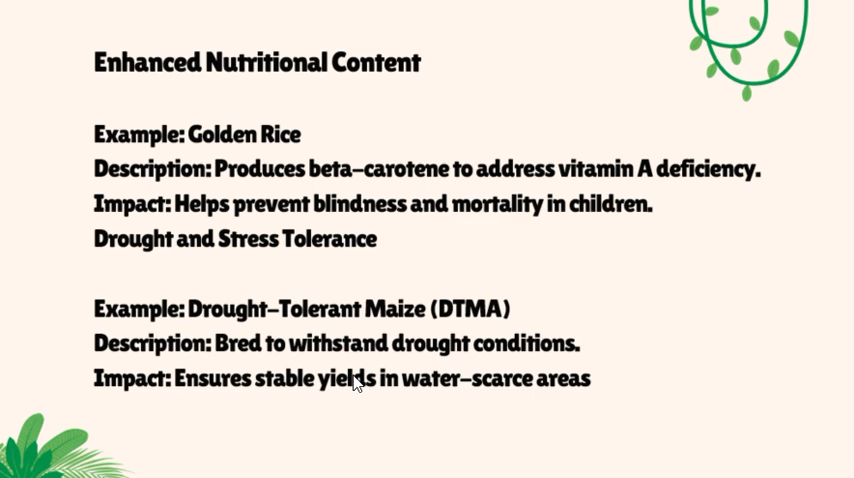 Enhanced Nutritional Content
Example: Golden Rice
Description: Produces beta-carotene to address vitamin A deficiency.
Impact: Helps prevent blindness and mortality in children.
Drought and Stress Tolerance
Example: Drought-Tolerant Maize (DTMA)
Description: Bred to withstand drought conditions.
Impact: Ensures stable yields in water-scarce areas